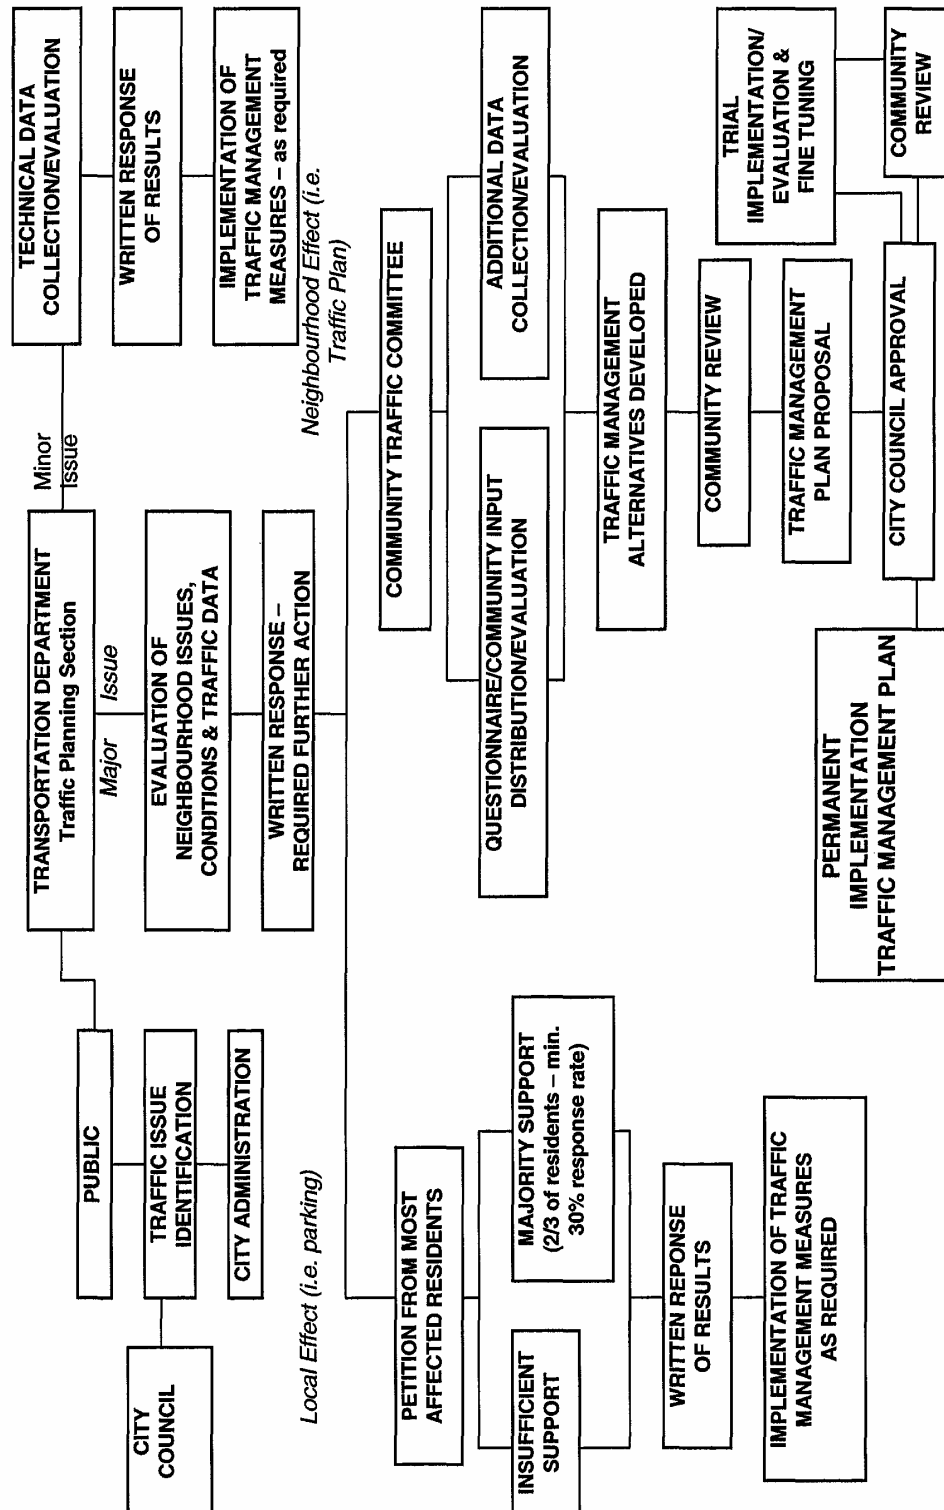 CITY
COUNCIL
PUBLIC
TRAFFIC ISSUE
IDENTIFICATION
CITY ADMINISTRATION
TRANSPORTATION DEPARTMENT
Traffic Planning Section
Minor
Issue
TECHNICAL DATA
COLLECTION/EVALUATION
WRITTEN RESPONSE
OF RESULTS
IMPLEMENTATION OF
TRAFFIC MANAGEMENT
MEASURES – as required
Major Issue
EVALUATION OF
NEIGHBOURHOOD ISSUES,
CONDITIONS & TRAFFIC DATA
WRITTEN RESPONSE –
REQUIRED FURTHER ACTION
Local Effect (i.e. parking)
Neighbourhood Effect (i.e.
Traffic Plan)
PETITION FROM MOST
AFFECTED RESIDENTS
INSUFFICIENT
SUPPORT
MAJORITY SUPPORT
(2/3 of residents – min.
30% response rate)
WRITTEN REPONSE
OF RESULTS
IMPLEMENTATION OF TRAFFIC
MANAGEMENT MEASURES
AS REQUIRED
COMMUNITY TRAFFIC COMMITTEE
QUESTIONNAIRE/COMMUNITY INPUT
DISTRIBUTION/EVALUATION
ADDITIONAL DATA
COLLECTION/EVALUATION
TRAFFIC MANAGEMENT
ALTERNATIVES DEVELOPED
COMMUNITY REVIEW
TRAFFIC MANAGEMENT
PLAN PROPOSAL
CITY COUNCIL APPROVAL
TRIAL
IMPLEMENTATION/
EVALUATION &
FINE TUNING
COMMUNITY
REVIEW
PERMANENT
IMPLEMENTATION
TRAFFIC MANAGEMENT PLAN